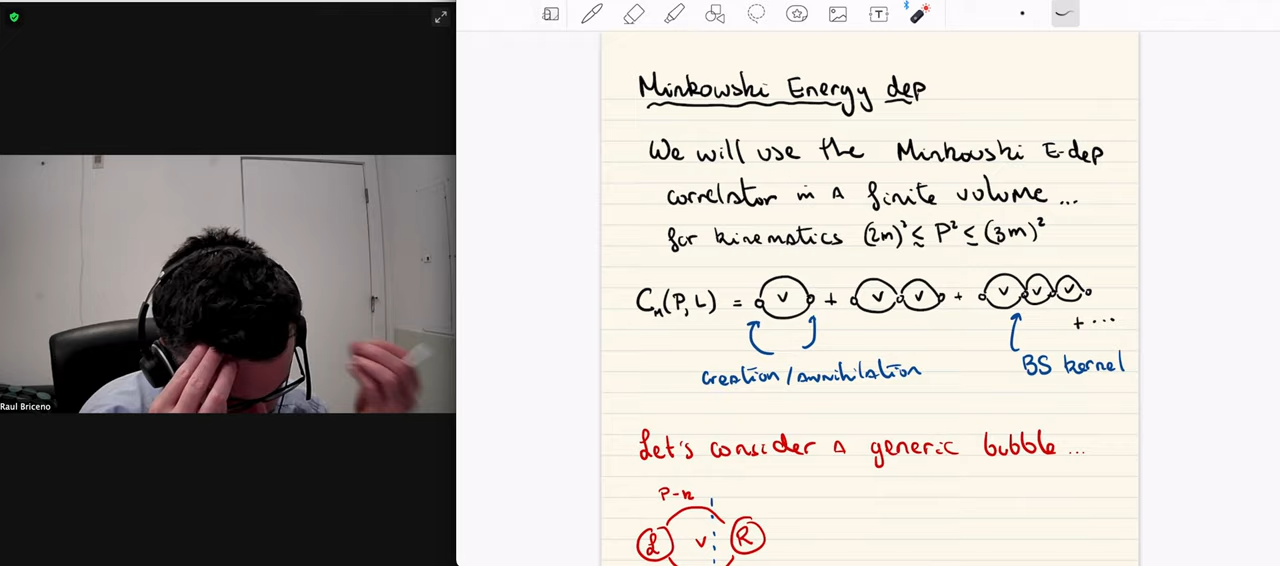 Minkowski Energy dep
We will use the Minkowski E-dep
correlator in a finite volume ...
for kinematics (2m)² ≲ P² ≤ (3m)²
C_M(P, L) = V + V V + V V V
+ ...
creation/annihilation
BS kernel
Let's consider a generic bubble ...
P-k
L V R
Raul Briceno
T